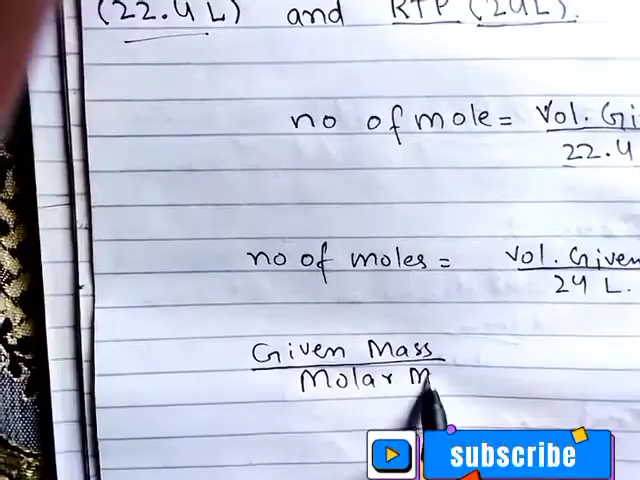 (22.4 L) and RTP (24L).
no of mole = Vol. Gi
22.4
no of moles = Vol. Given
24 L.
Given Mass
Molar M
subscribe